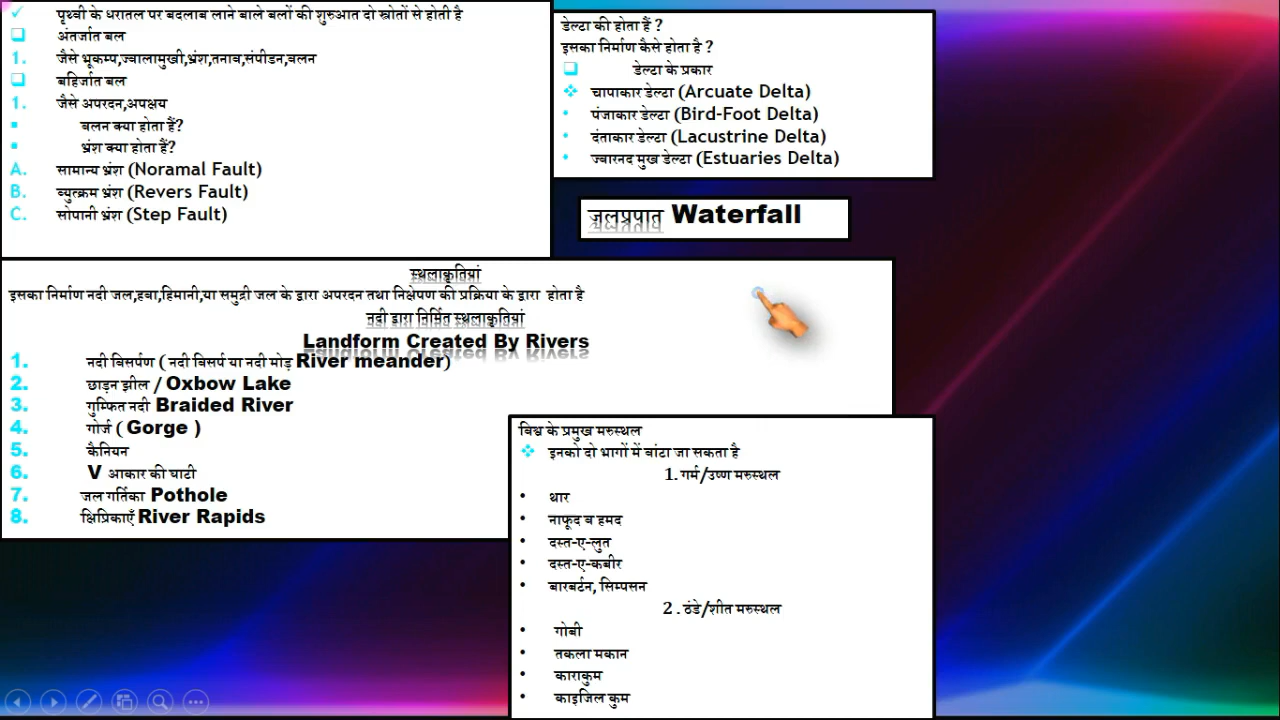 ✓ पृथ्वी के धरातल पर बदलाब लाने बाले बलों की शुरुआत दो स्त्रोतों से होती है
❑ अंतर्जात बल
1. जैसे भूकम्प,ज्वालामुखी,भ्रंश,तनाव,संपीडन,वलन
❑ बहिर्जात बल
1. जैसे अपरदन,अपक्षय
▪ बलन क्या होता हैं?
▪ भ्रंश क्या होता हैं?
A. सामान्य भ्रंश (Noramal Fault)
B. व्युत्क्रम भ्रंश (Revers Fault)
C. सोपानी भ्रंश (Step Fault)
डेल्टा की होता हैं ?
इसका निर्माण कैसे होता है ?
❑ डेल्टा के प्रकार
❖ चापाकार डेल्टा (Arcuate Delta)
• पंजाकार डेल्टा (Bird-Foot Delta)
• दंताकार डेल्टा (Lacustrine Delta)
• ज्बारनद मुख डेल्टा (Estuaries Delta)
जलप्रपात Waterfall
स्थलाकृतियां
इसका निर्माण नदी जल,हबा,हिमानी,या समुद्री जल के द्वारा अपरदन तथा निक्षेपण की प्रक्रिया के द्वारा होता है
नदी द्वारा निर्मित स्थलाकृतियां
Landform Created By Rivers
1. नदी बिसर्पण ( नदी बिसर्प या नदी मोड़ River meander)
2. छाड़न झील / Oxbow Lake
3. गुम्फित नदी Braided River
4. गोर्ज ( Gorge )
5. कैनियन
6. V आकार की घाटी
7. जल गर्तिका Pothole
8. क्षिप्रिकाएँ River Rapids
बिश्व के प्रमुख मरुस्थल
❖ इनको दो भागों में बांटा जा सकता है
1. गर्म/उष्ण मरुस्थल
• थार
• नाफूद ब हमद
• दस्त-ए-लुत
• दस्त-ए-कबीर
• बारबर्टन, सिम्पसन
2 . ठंडे/शीत मरुस्थल
• गोबी
• तकला मकान
• काराकुम
• काइजिल कुम